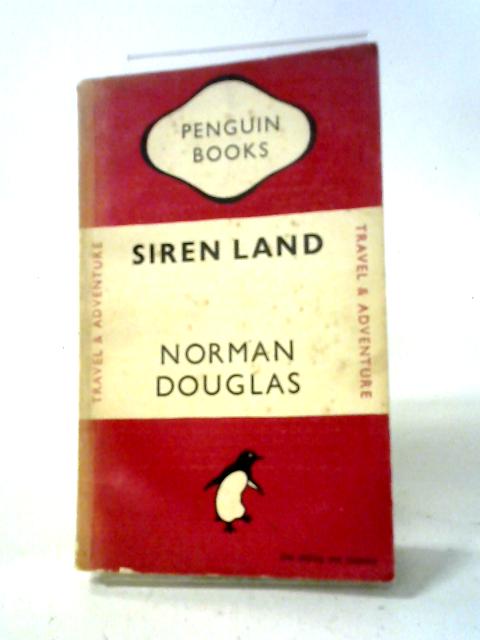 PENGUIN
BOOKS
SIREN LAND
TRAVEL & ADVENTURE
TRAVEL & ADVENTURE
NORMAN
DOUGLAS